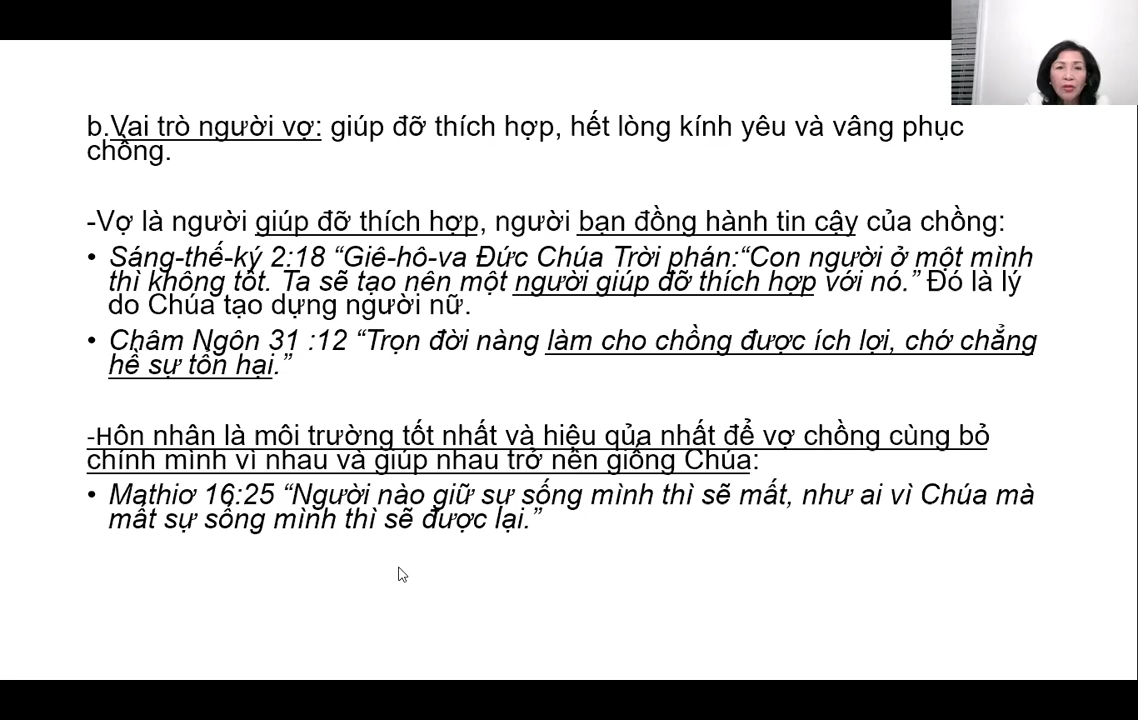 b.Vai trò người vợ: giúp đỡ thích hợp, hết lòng kính yêu và vâng phục
chồng.
-Vợ là người giúp đỡ thích hợp, người bạn đồng hành tin cậy của chồng:
• Sáng-thế-ký 2:18 “Giê-hô-va Đức Chúa Trời phán:“Con người ở một mình
thì không tốt. Ta sẽ tạo nên một người giúp đỡ thích hợp với nó.” Đó là lý
do Chúa tạo dựng người nữ.
• Châm Ngôn 31 :12 “Trọn đời nàng làm cho chồng được ích lợi, chớ chẳng
hề sự tổn hại.”
-Hôn nhân là môi trường tốt nhất và hiệu qủa nhất để vợ chồng cùng bỏ
chính mình vì nhau và giúp nhau trở nên giống Chúa:
• Mathiơ 16:25 “Người nào giữ sự sống mình thì sẽ mất, như ai vì Chúa mà
mất sự sống mình thì sẽ được lại.”